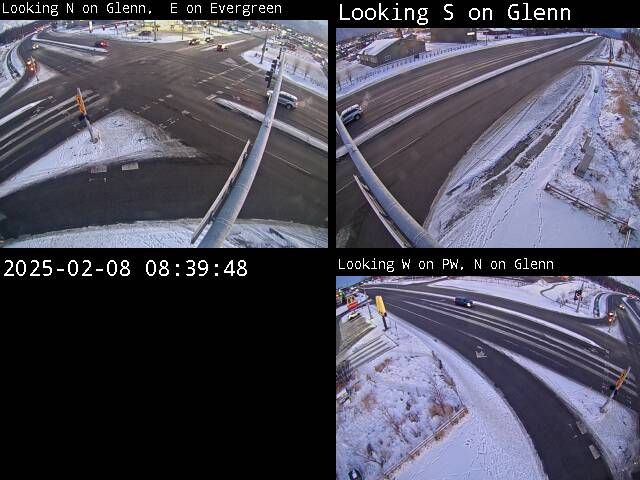 Looking N on Glenn,  E on Evergreen
Looking S on Glenn
2025-02-08 08:39:48
Looking W on PW, N on Glenn